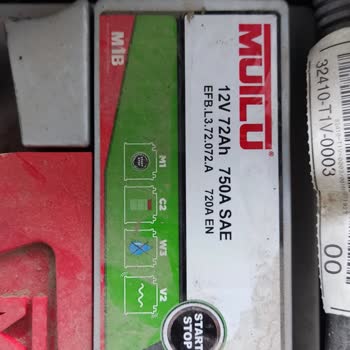 MUILU®
12V 72Ah 750A SAE
EFB.L3.72.072.A 720A EN
M1B
M1
C2
W3
V2
START
STOP
32410-T1V-0003
00